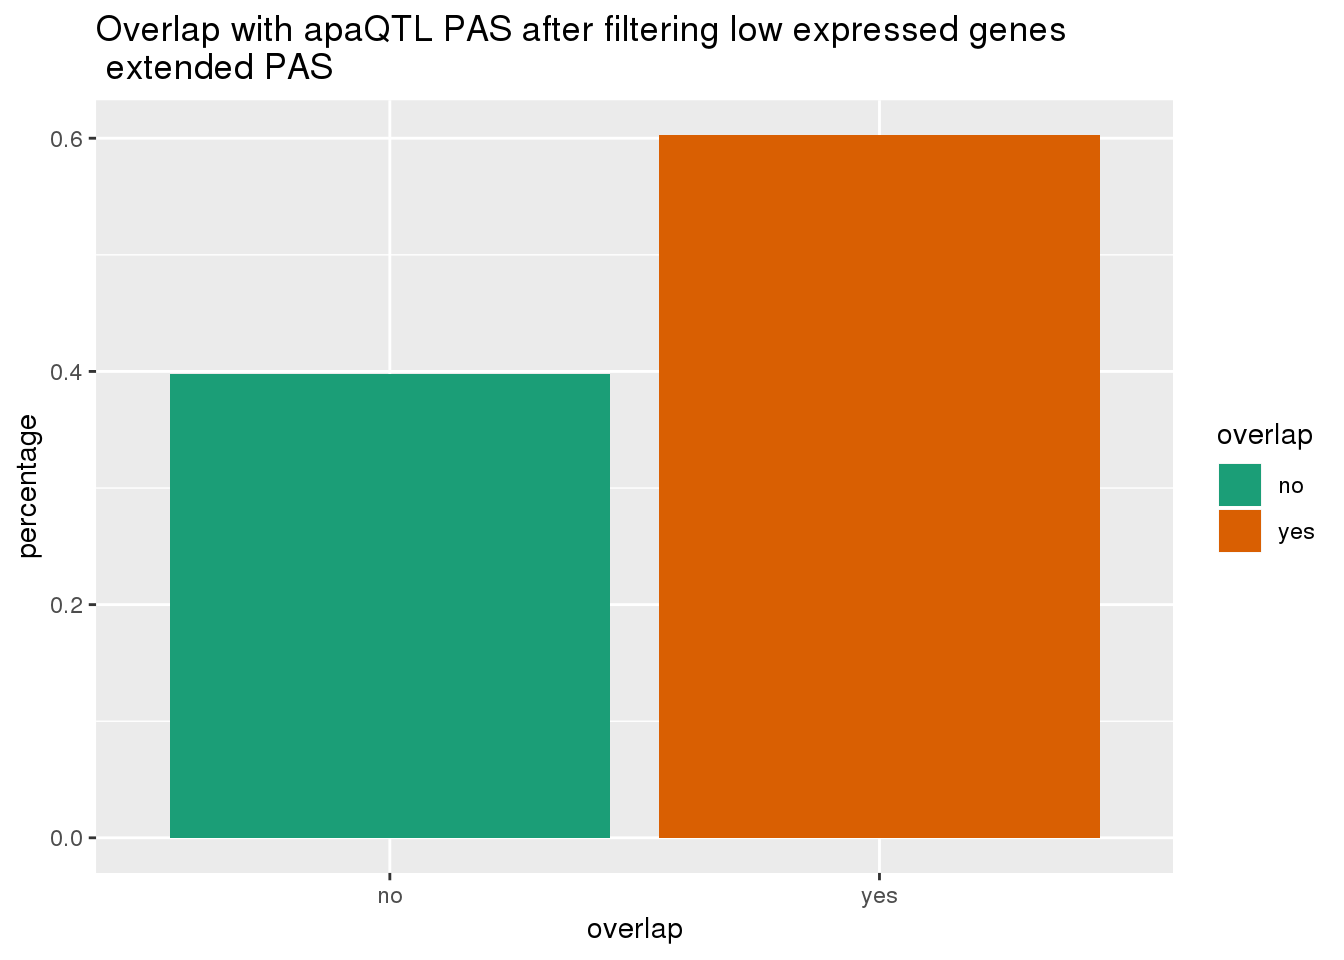 Overlap with apaQTL PAS after filtering low expressed genes
extended PAS
0.6
0.4
0.2
0.0
percentage
no
yes
overlap
overlap
no
yes